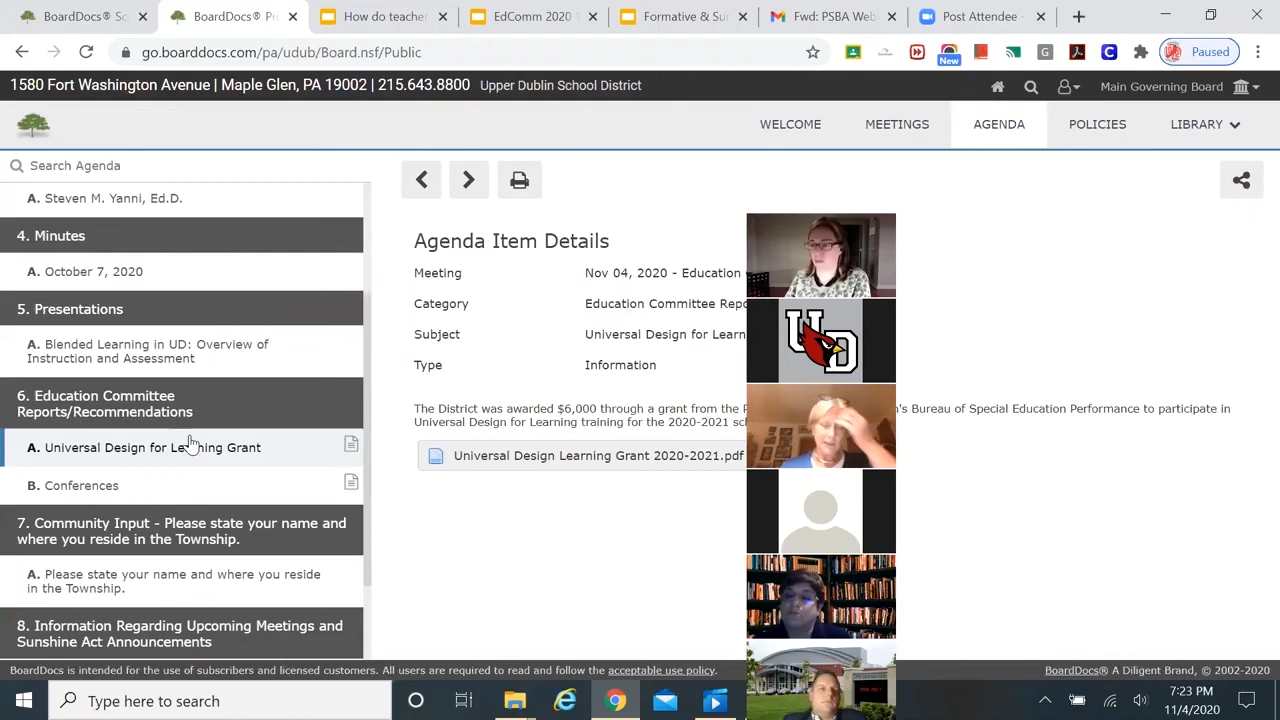 BoardDocs® Sc
BoardDocs® Pr
How do teacher
EdComm 2020 1
Formative & Su
Fwd: PSBA Web
Post Attendee -
go.boarddocs.com/pa/udub/Board.nsf/Public
New
Paused
1580 Fort Washington Avenue | Maple Glen, PA 19002 | 215.643.8800 Upper Dublin School District
Main Governing Board
WELCOME MEETINGS AGENDA POLICIES LIBRARY
Search Agenda
A. Steven M. Yanni, Ed.D.
4. Minutes
A. October 7, 2020
5. Presentations
A. Blended Learning in UD: Overview of
Instruction and Assessment
6. Education Committee
Reports/Recommendations
A. Universal Design for Learning Grant
B. Conferences
7. Community Input - Please state your name and
where you reside in the Township.
A. Please state your name and where you reside
in the Township.
8. Information Regarding Upcoming Meetings and
Sunshine Act Announcements
Agenda Item Details
Meeting Nov 04, 2020 - Education
Category Education Committee Repo
Subject Universal Design for Learn
Type Information
The District was awarded $6,000 through a grant from the P n's Bureau of Special Education Performance to participate in
Universal Design for Learning training for the 2020-2021 sc
Universal Design Learning Grant 2020-2021.pdf
UD
BoardDocs is intended for the use of subscribers and licensed customers. All users are required to read and follow the acceptable use policy.
BoardDocs® A Diligent Brand, © 2002-2020
Type here to search
7:23 PM
11/4/2020